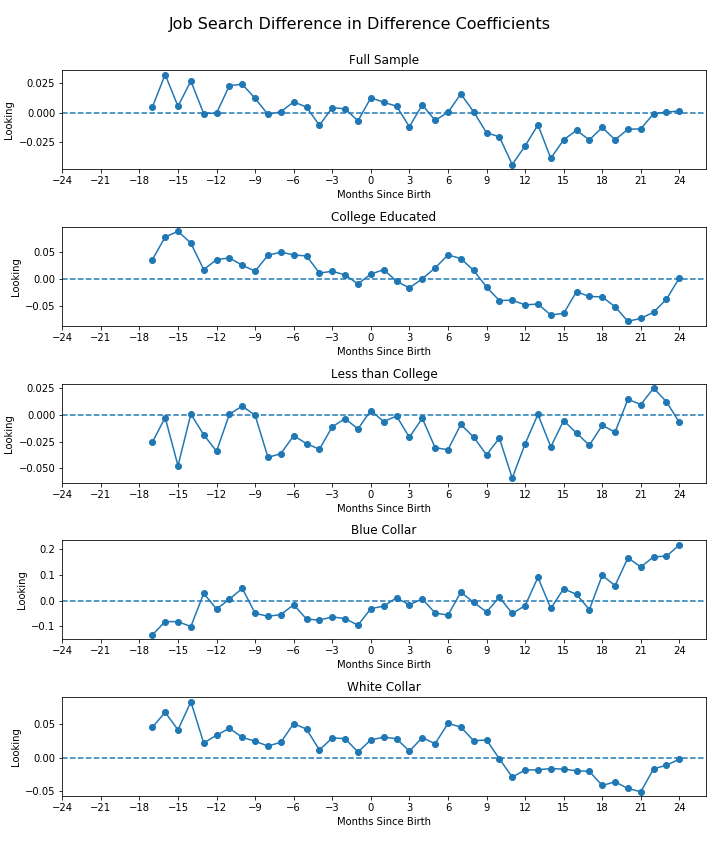 Job Search Difference in Difference Coefficients
Full Sample
0.025
0.000
−0.025
Looking
−24 −21 −18 −15 −12 −9 −6 −3 0 3 6 9 12 15 18 21 24
Months Since Birth
College Educated
0.05
0.00
−0.05
Looking
−24 −21 −18 −15 −12 −9 −6 −3 0 3 6 9 12 15 18 21 24
Months Since Birth
Less than College
0.025
0.000
−0.025
−0.050
Looking
−24 −21 −18 −15 −12 −9 −6 −3 0 3 6 9 12 15 18 21 24
Months Since Birth
Blue Collar
0.2
0.1
0.0
−0.1
Looking
−24 −21 −18 −15 −12 −9 −6 −3 0 3 6 9 12 15 18 21 24
Months Since Birth
White Collar
0.05
0.00
−0.05
Looking
−24 −21 −18 −15 −12 −9 −6 −3 0 3 6 9 12 15 18 21 24
Months Since Birth